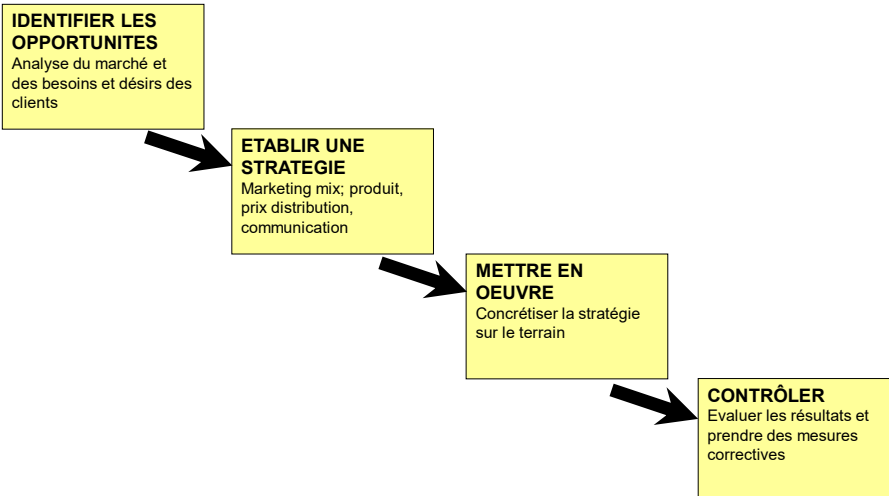 IDENTIFIER LES
OPPORTUNITES
Analyse du marché et
des besoins et désirs des
clients
ETABLIR UNE
STRATEGIE
Marketing mix; produit,
prix distribution,
communication
METTRE EN
OEUVRE
Concrétiser la stratégie
sur le terrain
CONTRÔLER
Evaluer les résultats et
prendre des mesures
correctives